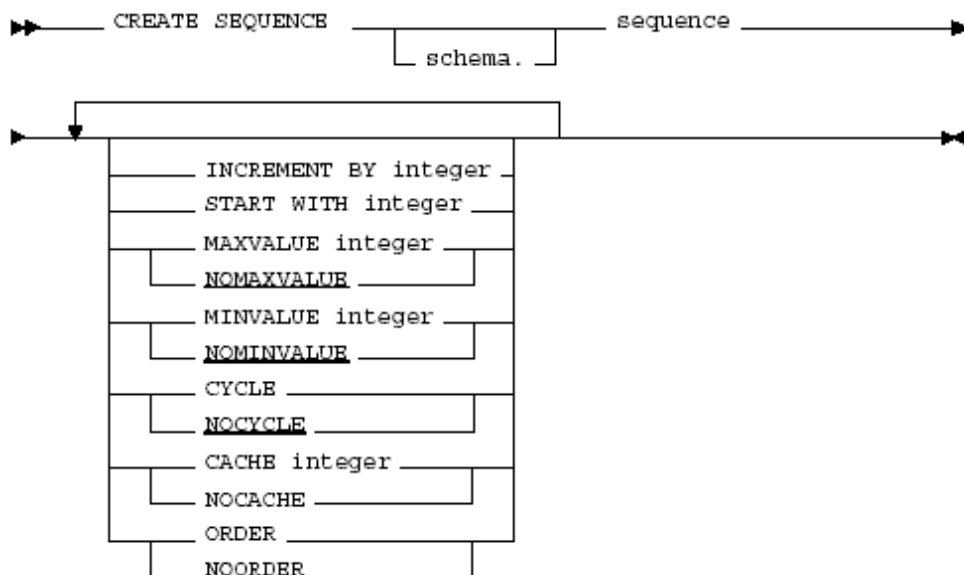 CREATE SEQUENCE schema. sequence
INCREMENT BY integer
START WITH integer
MAXVALUE integer
NOMAXVALUE
MINVALUE integer
NOMINVALUE
CYCLE
NOCYCLE
CACHE integer
NOCACHE
ORDER
NOORDER